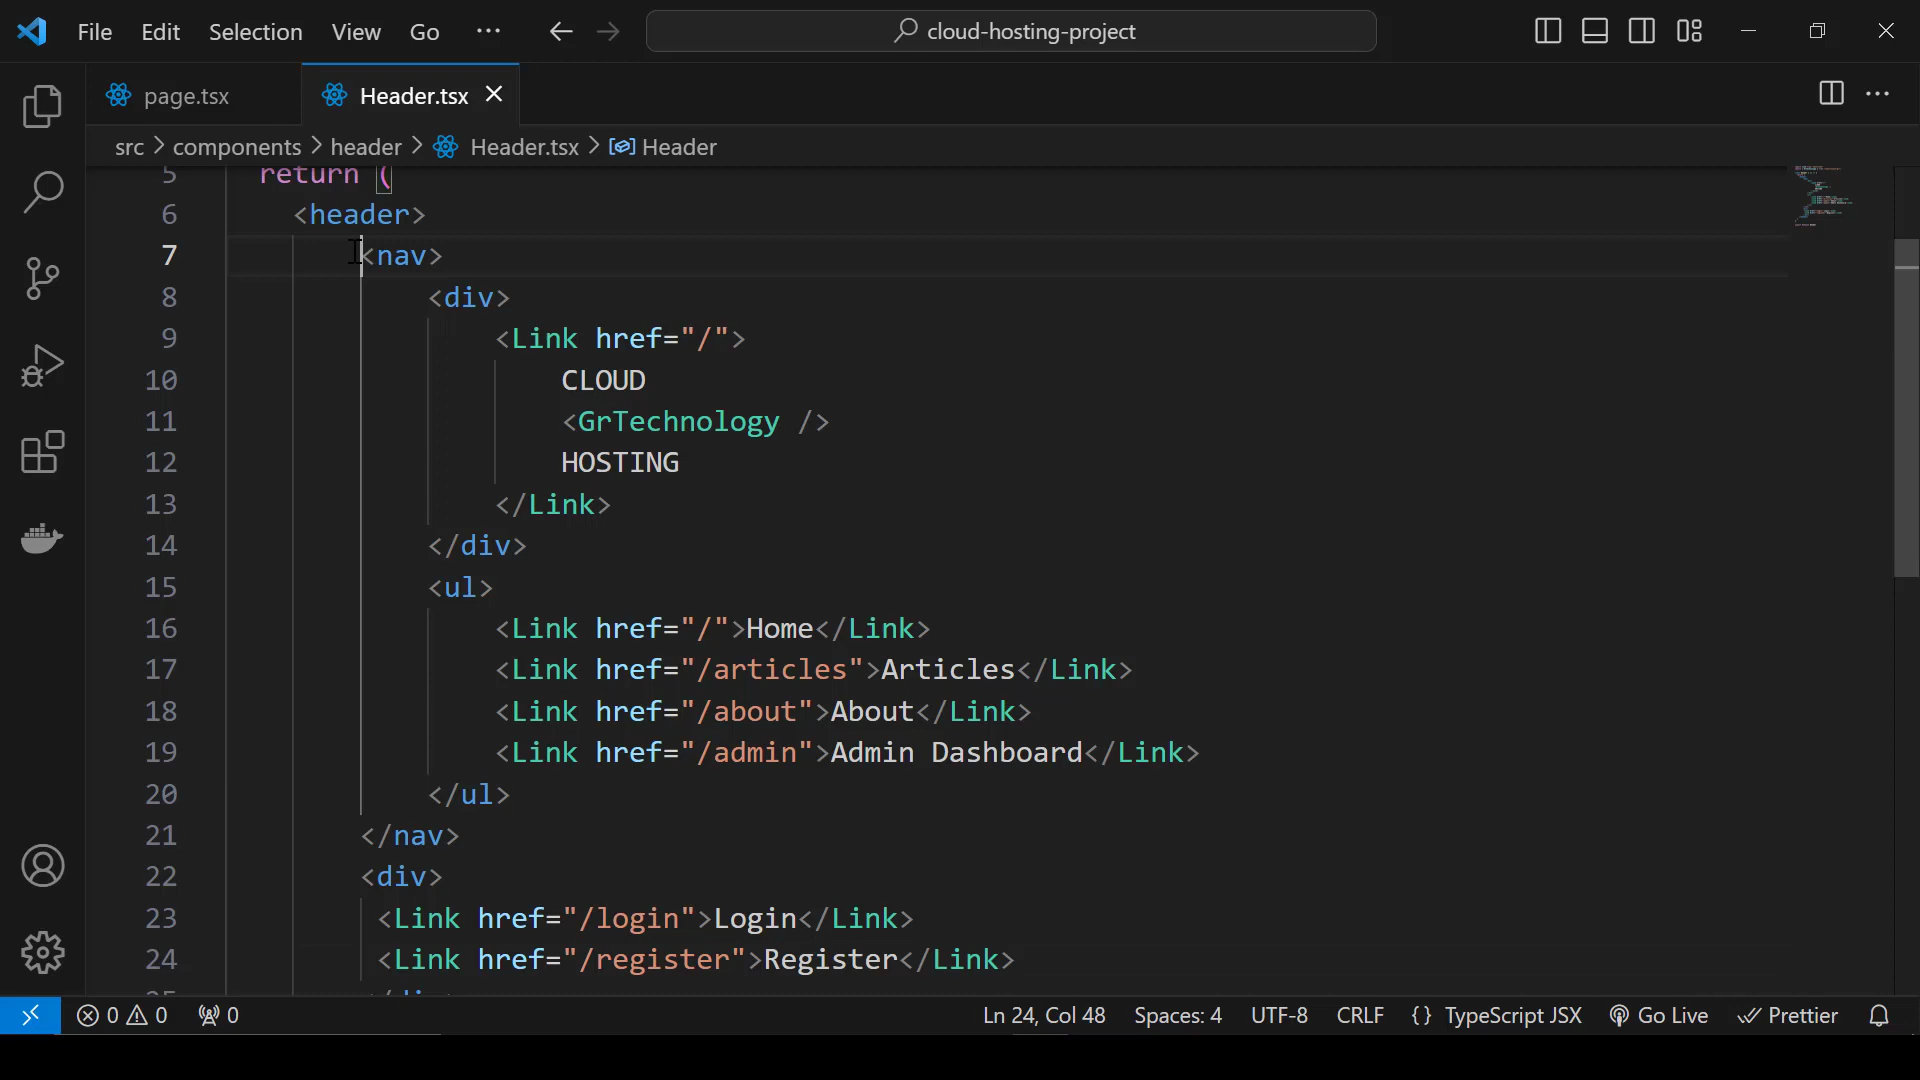 File Edit Selection View Go ··· cloud-hosting-project
page.tsx Header.tsx
src > components > header > Header.tsx > Header
5 return (
6 <header>
7 <nav>
8 <div>
9 <Link href="/">
10 CLOUD
11 <GrTechnology />
12 HOSTING
13 </Link>
14 </div>
15 <ul>
16 <Link href="/">Home</Link>
17 <Link href="/articles">Articles</Link>
18 <Link href="/about">About</Link>
19 <Link href="/admin">Admin Dashboard</Link>
20 </ul>
21 </nav>
22 <div>
23 <Link href="/login">Login</Link>
24 <Link href="/register">Register</Link>
0 0 0 Ln 24, Col 48 Spaces: 4 UTF-8 CRLF {} TypeScript JSX Go Live Prettier